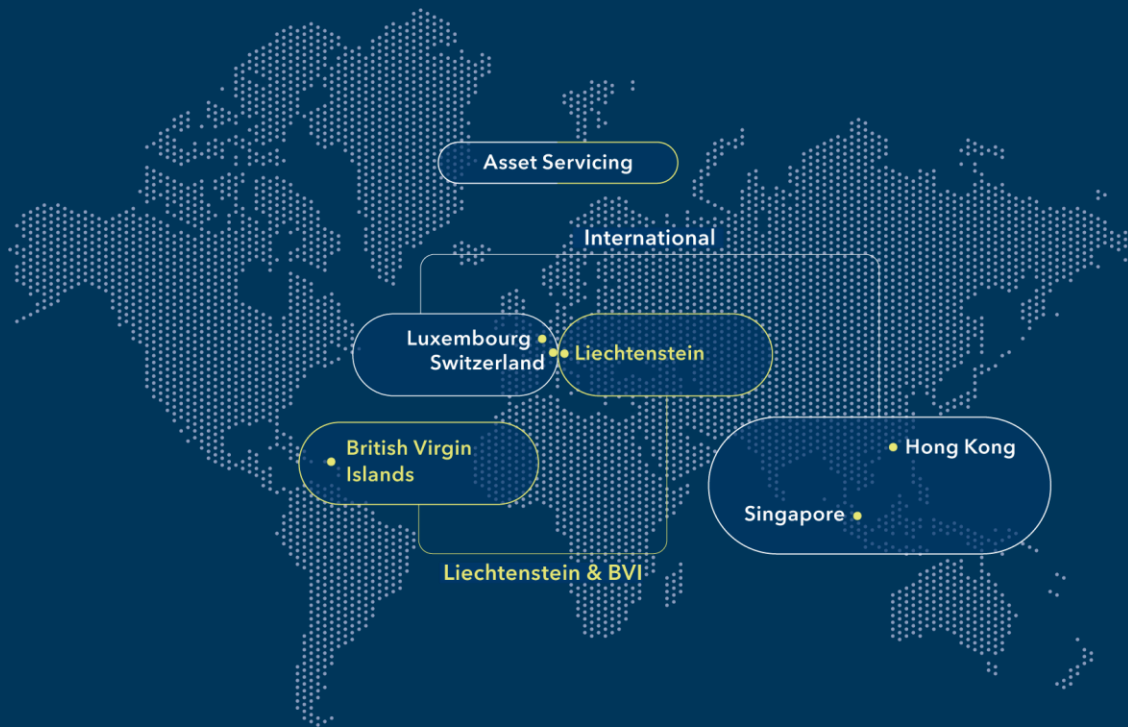 Asset Servicing
International
Luxembourg
Switzerland
Liechtenstein
British Virgin
Islands
Hong Kong
Singapore
Liechtenstein & BVI